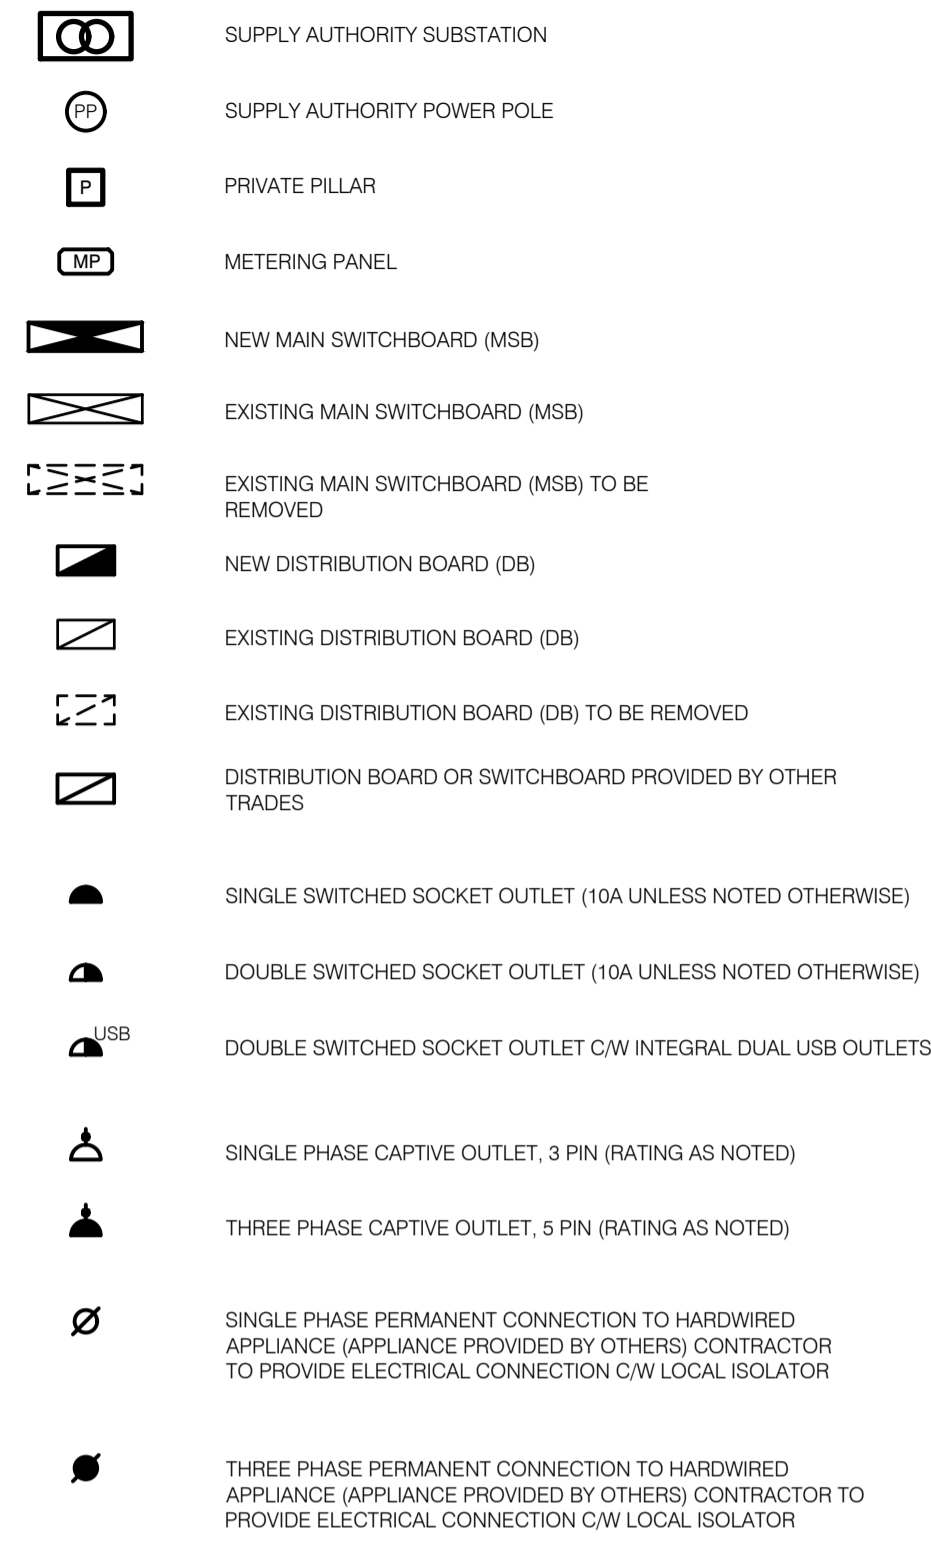 SUPPLY AUTHORITY SUBSTATION
PP
SUPPLY AUTHORITY POWER POLE
P
PRIVATE PILLAR
MP
METERING PANEL
NEW MAIN SWITCHBOARD (MSB)
EXISTING MAIN SWITCHBOARD (MSB)
EXISTING MAIN SWITCHBOARD (MSB) TO BE
REMOVED
NEW DISTRIBUTION BOARD (DB)
EXISTING DISTRIBUTION BOARD (DB)
EXISTING DISTRIBUTION BOARD (DB) TO BE REMOVED
DISTRIBUTION BOARD OR SWITCHBOARD PROVIDED BY OTHER
TRADES
SINGLE SWITCHED SOCKET OUTLET (10A UNLESS NOTED OTHERWISE)
DOUBLE SWITCHED SOCKET OUTLET (10A UNLESS NOTED OTHERWISE)
USB
DOUBLE SWITCHED SOCKET OUTLET C/W INTEGRAL DUAL USB OUTLETS
SINGLE PHASE CAPTIVE OUTLET, 3 PIN (RATING AS NOTED)
THREE PHASE CAPTIVE OUTLET, 5 PIN (RATING AS NOTED)
SINGLE PHASE PERMANENT CONNECTION TO HARDWIRED
APPLIANCE (APPLIANCE PROVIDED BY OTHERS) CONTRACTOR
TO PROVIDE ELECTRICAL CONNECTION C/W LOCAL ISOLATOR
THREE PHASE PERMANENT CONNECTION TO HARDWIRED
APPLIANCE (APPLIANCE PROVIDED BY OTHERS) CONTRACTOR TO
PROVIDE ELECTRICAL CONNECTION C/W LOCAL ISOLATOR